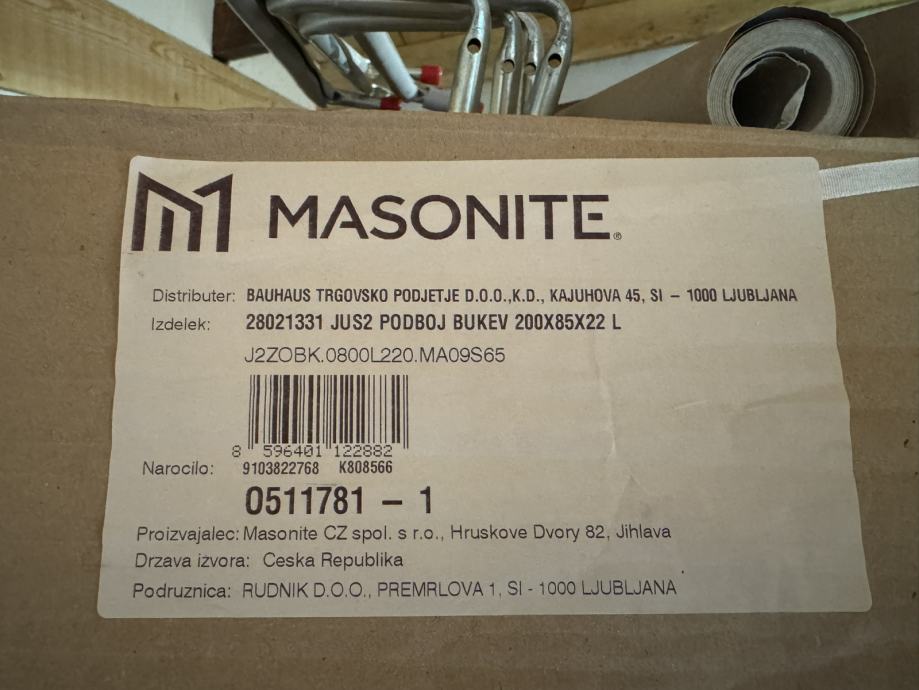 MASONITE®
Distributer: BAUHAUS TRGOVSKO PODJETJE D.O.O.,K.D., KAJUHOVA 45, SI – 1000 LJUBLJANA
Izdelek: 28021331 JUS2 PODBOJ BUKEV 200X85X22 L
J2ZOBK.0800L220.MA09S65
8 596401 122882
Narocilo: 9103822768 K808566
0511781 – 1
Proizvajalec: Masonite CZ spol. s r.o., Hruskove Dvory 82, Jihlava
Drzava izvora: Ceska Republika
Podruznica: RUDNIK D.O.O., PREMRLOVA 1, SI - 1000 LJUBLJANA